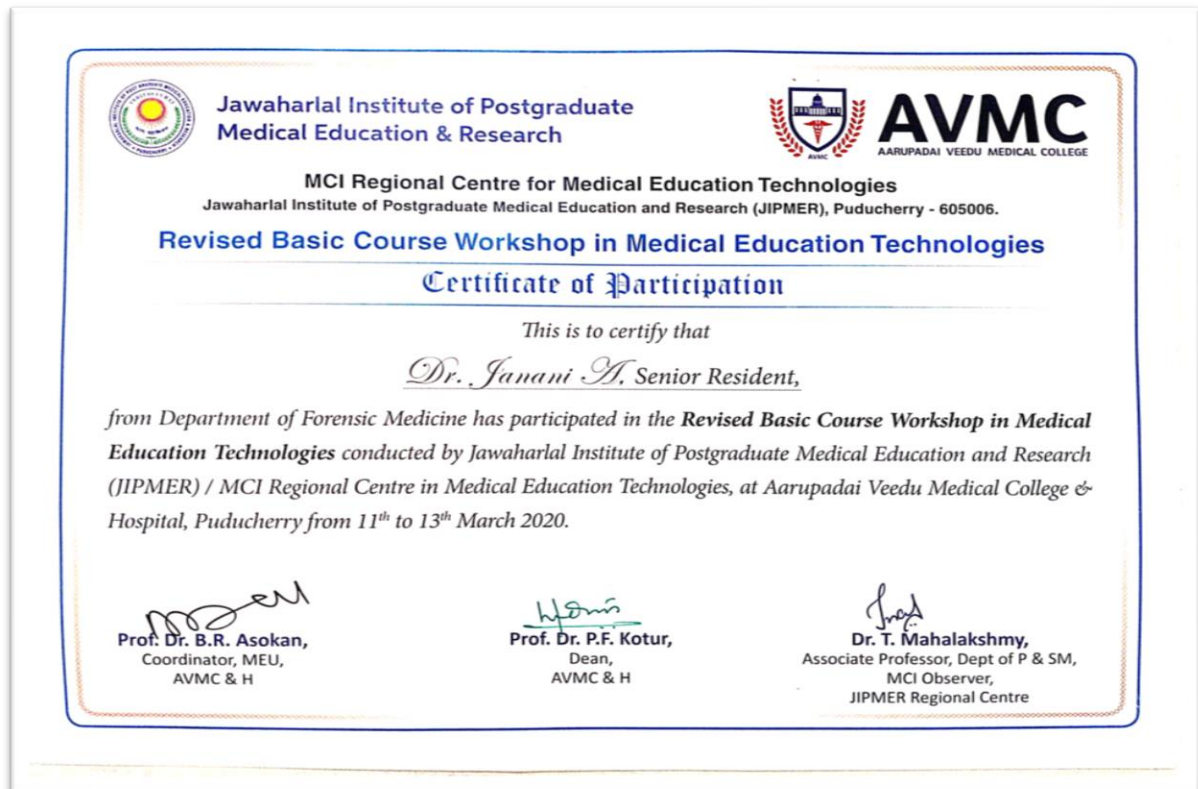 Jawaharlal Institute of Postgraduate
Medical Education & Research
AVMC
AVMC
AARUPADAI VEEDU MEDICAL COLLEGE
MCI Regional Centre for Medical Education Technologies
Jawaharlal Institute of Postgraduate Medical Education and Research (JIPMER), Puducherry - 605006.
Revised Basic Course Workshop in Medical Education Technologies
Certificate of Participation
This is to certify that
Dr. Janani A. Senior Resident,
from Department of Forensic Medicine has participated in the Revised Basic Course Workshop in Medical
Education Technologies conducted by Jawaharlal Institute of Postgraduate Medical Education and Research
(JIPMER) / MCI Regional Centre in Medical Education Technologies, at Aarupadai Veedu Medical College &
Hospital, Puducherry from 11th to 13th March 2020.
Prof. Dr. B.R. Asokan,
Coordinator, MEU,
AVMC & H
Prof. Dr. P.F. Kotur,
Dean,
AVMC & H
Dr. T. Mahalakshmy,
Associate Professor, Dept of P & SM,
MCI Observer,
JIPMER Regional Centre